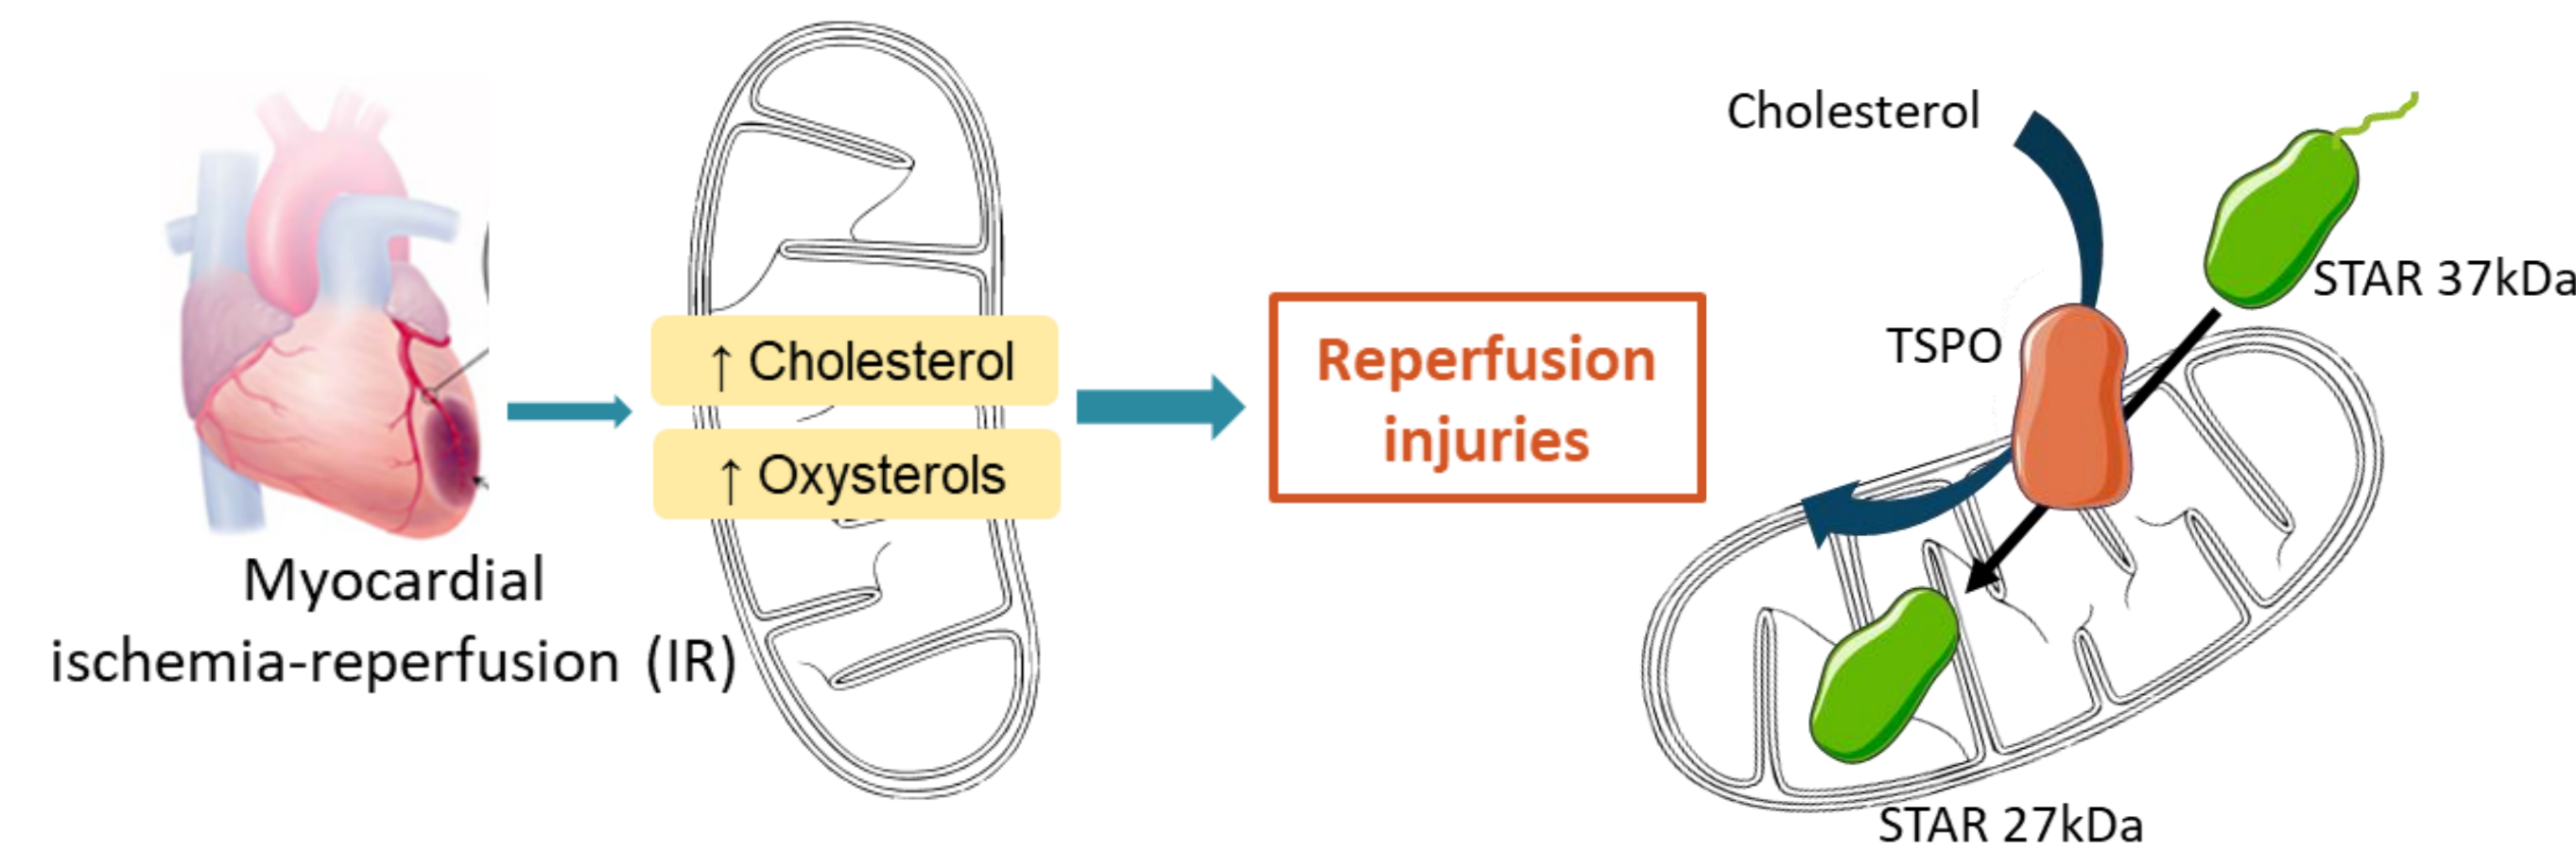 Myocardial
ischemia-reperfusion (IR)
↑ Cholesterol
↑ Oxysterols
Reperfusion
injuries
Cholesterol
STAR 37kDa
TSPO
STAR 27kDa